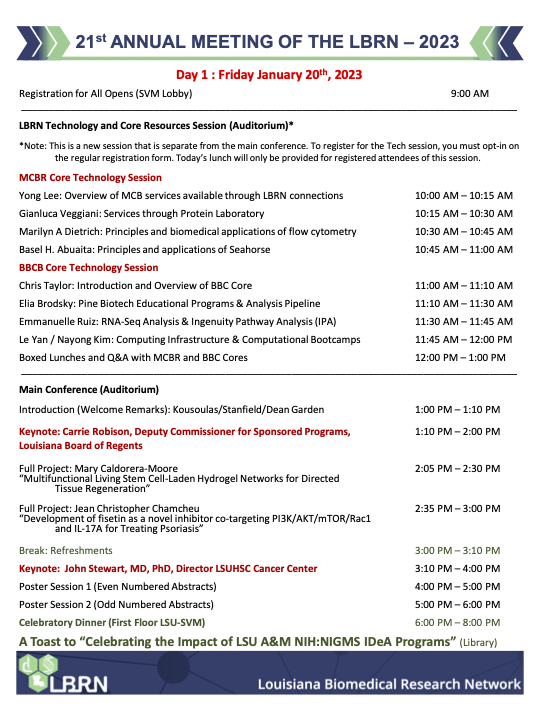 21st ANNUAL MEETING OF THE LBRN – 2023
Day 1 : Friday January 20th, 2023
Registration for All Opens (SVM Lobby) 9:00 AM
LBRN Technology and Core Resources Session (Auditorium)*
*Note: This is a new session that is separate from the main conference. To register for the Tech session, you must opt-in on
the regular registration form. Today's lunch will only be provided for registered attendees of this session.
MCBR Core Technology Session
Yong Lee: Overview of MCB services available through LBRN connections 10:00 AM – 10:15 AM
Gianluca Veggiani: Services through Protein Laboratory 10:15 AM – 10:30 AM
Marilyn A Dietrich: Principles and biomedical applications of flow cytometry 10:30 AM – 10:45 AM
Basel H. Abuaita: Principles and applications of Seahorse 10:45 AM – 11:00 AM
BBCB Core Technology Session
Chris Taylor: Introduction and Overview of BBC Core 11:00 AM – 11:10 AM
Elia Brodsky: Pine Biotech Educational Programs & Analysis Pipeline 11:10 AM – 11:30 AM
Emmanuelle Ruiz: RNA-Seq Analysis & Ingenuity Pathway Analysis (IPA) 11:30 AM – 11:45 AM
Le Yan / Nayong Kim: Computing Infrastructure & Computational Bootcamps 11:45 AM – 12:00 PM
Boxed Lunches and Q&A with MCBR and BBC Cores 12:00 PM – 1:00 PM
Main Conference (Auditorium)
Introduction (Welcome Remarks): Kousoulas/Stanfield/Dean Garden 1:00 PM – 1:10 PM
Keynote: Carrie Robison, Deputy Commissioner for Sponsored Programs, 1:10 PM – 2:00 PM
Louisiana Board of Regents
Full Project: Mary Caldorera-Moore 2:05 PM – 2:30 PM
"Multifunctional Living Stem Cell-Laden Hydrogel Networks for Directed
Tissue Regeneration"
Full Project: Jean Christopher Chamcheu 2:35 PM – 3:00 PM
"Development of fisetin as a novel inhibitor co-targeting PI3K/AKT/mTOR/Rac1
and IL-17A for Treating Psoriasis"
Break: Refreshments 3:00 PM – 3:10 PM
Keynote: John Stewart, MD, PhD, Director LSUHSC Cancer Center 3:10 PM – 4:00 PM
Poster Session 1 (Even Numbered Abstracts) 4:00 PM – 5:00 PM
Poster Session 2 (Odd Numbered Abstracts) 5:00 PM – 6:00 PM
Celebratory Dinner (First Floor LSU-SVM) 6:00 PM – 8:00 PM
A Toast to "Celebrating the Impact of LSU A&M NIH:NIGMS IDeA Programs" (Library)
LBRN
Louisiana Biomedical Research Network